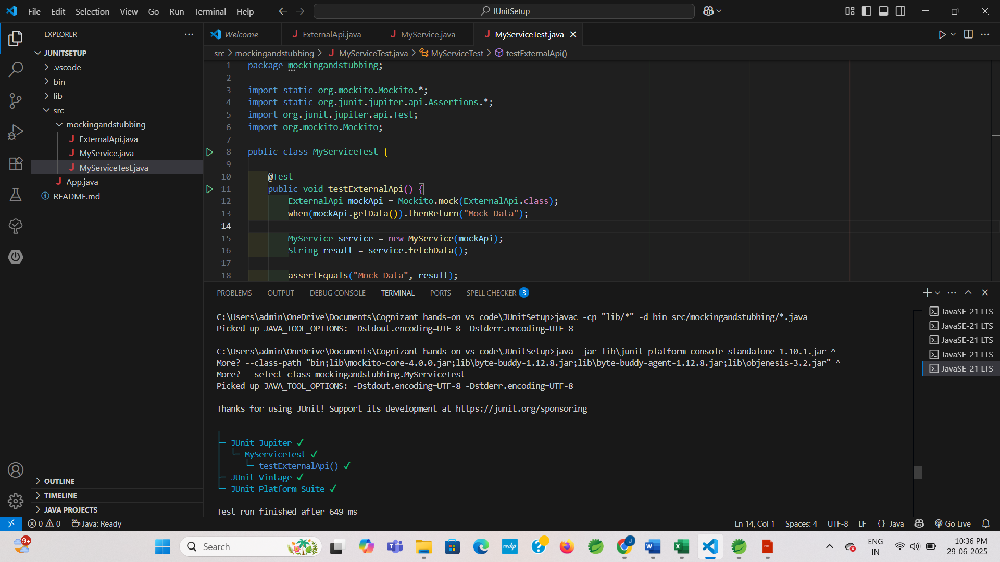 File Edit Selection View Go Run Terminal Help
JUnitSetup
EXPLORER
JUNITSETUP
.vscode
bin
lib
src
mockingandstubbing
ExternalApi.java
MyService.java
MyServiceTest.java
App.java
README.md
OUTLINE
TIMELINE
JAVA PROJECTS
Welcome ExternalApi.java MyService.java MyServiceTest.java
src > mockingandstubbing > MyServiceTest.java > MyServiceTest > testExternalApi()
1 package mockingandstubbing;
2
3 import static org.mockito.Mockito.*;
4 import static org.junit.jupiter.api.Assertions.*;
5 import org.junit.jupiter.api.Test;
6 import org.mockito.Mockito;
7
8 public class MyServiceTest {
9
10 @Test
11 public void testExternalApi() {
12 ExternalApi mockApi = Mockito.mock(ExternalApi.class);
13 when(mockApi.getData()).thenReturn("Mock Data");
14
15 MyService service = new MyService(mockApi);
16 String result = service.fetchData();
17
18 assertEquals("Mock Data", result);
PROBLEMS OUTPUT DEBUG CONSOLE TERMINAL PORTS SPELL CHECKER 3
C:\Users\admin\OneDrive\Documents\Cognizant hands-on vs code\JUnitSetup>javac -cp "lib/*" -d bin src/mockingandstubbing/*.java
Picked up JAVA_TOOL_OPTIONS: -Dstdout.encoding=UTF-8 -Dstderr.encoding=UTF-8
C:\Users\admin\OneDrive\Documents\Cognizant hands-on vs code\JUnitSetup>java -jar lib\junit-platform-console-standalone-1.10.1.jar ^
More? --class-path "bin;lib\mockito-core-4.0.0.jar;lib\byte-buddy-1.12.8.jar;lib\byte-buddy-agent-1.12.8.jar;lib\objenesis-3.2.jar" ^
More? --select-class mockingandstubbing.MyServiceTest
Picked up JAVA_TOOL_OPTIONS: -Dstdout.encoding=UTF-8 -Dstderr.encoding=UTF-8
Thanks for using JUnit! Support its development at https://junit.org/sponsoring
JUnit Jupiter ✔
MyServiceTest ✔
testExternalApi() ✔
JUnit Vintage ✔
JUnit Platform Suite ✔
Test run finished after 649 ms
JavaSE-21 LTS
JavaSE-21 LTS
JavaSE-21 LTS
JavaSE-21 LTS
JavaSE-21 LTS
0 0 Java: Ready
Ln 14, Col 1 Spaces: 4 UTF-8 LF {} Java Go Live
9+
Search
myhp
J
PDF
ENG
IN
10:36 PM
29-06-2025